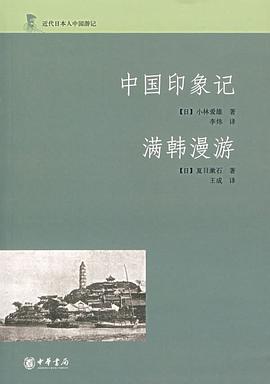 近代日本人中国游记
中国印象记
【日】小林爱雄 著
李炜 译
满韩漫游
【日】夏目漱石 著
王成 译
中華書局